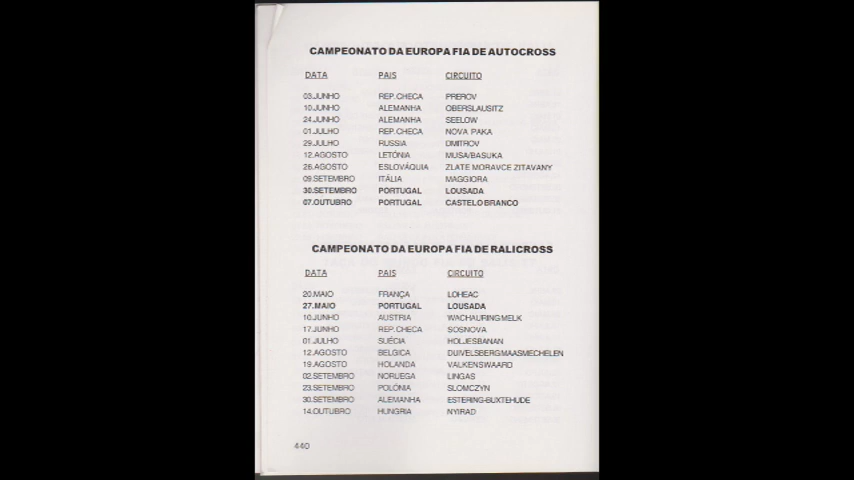 CAMPEONATO DA EUROPA FIA DE AUTOCROSS
DATA PAIS CIRCUITO
03.JUNHO REP.CHECA PREROV
10.JUNHO ALEMANHA OBERSLAUSITZ
24.JUNHO ALEMANHA SEELOW
01.JULHO REP.CHECA NOVA PAKA
29.JULHO RUSSIA DMITROV
12.AGOSTO LETÓNIA MUSA/BASUKA
26.AGOSTO ESLOVÁQUIA ZLATE MORAVCE ZITAVANY
09.SETEMBRO ITÁLIA MAGGIORA
30.SETEMBRO PORTUGAL LOUSADA
07.OUTUBRO PORTUGAL CASTELO BRANCO
CAMPEONATO DA EUROPA FIA DE RALICROSS
DATA PAIS CIRCUITO
20.MAIO FRANÇA LOHEAC
27.MAIO PORTUGAL LOUSADA
10.JUNHO AUSTRIA WACHAURING MELK
17.JUNHO REP.CHECA SOSNOVA
01.JULHO SUÉCIA HOLJESBANAN
12.AGOSTO BELGICA DUIVELSBERG MAASMECHELEN
19.AGOSTO HOLANDA VALKENSWAARD
02.SETEMBRO NORUEGA LINGAS
23.SETEMBRO POLÓNIA SLOMCZYN
30.SETEMBRO ALEMANHA ESTERING-BUXTEHUDE
14.OUTUBRO HUNGRIA NYIRAD
440